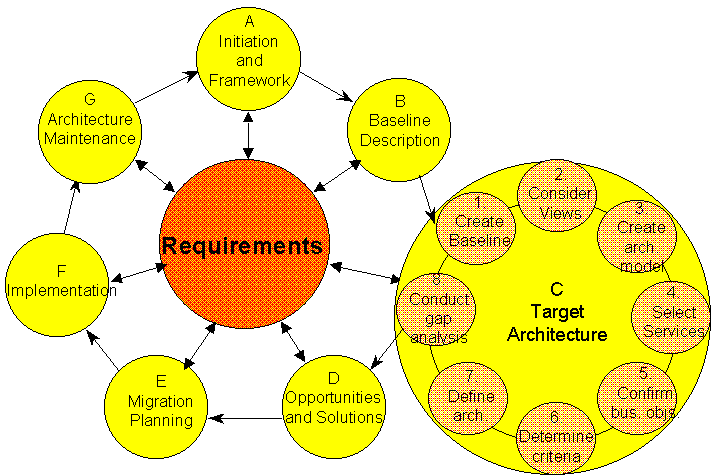 A
Initiation
and
Framework
B
Baseline
Description
G
Architecture
Maintenance
Requirements
F
Implementation
E
Migration
Planning
D
Opportunities
and Solutions
C
Target
Architecture
1
Create
Baseline
2
Consider
Views
3
Create
arch
model
4
Select
Services
5
Confirm
bus. objs.
6
Determine
criteria
7
Define
arch
8
Conduct
gap
analysis